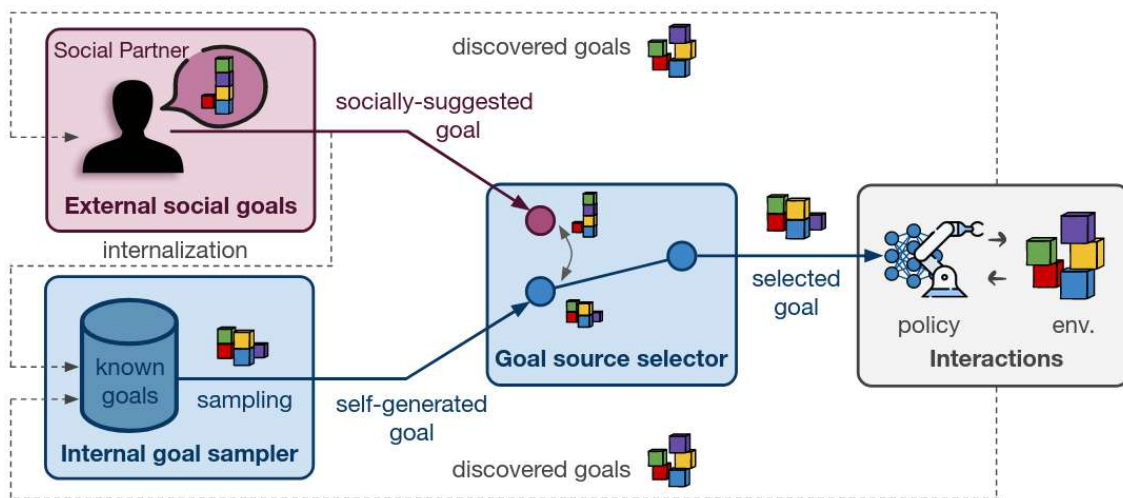 discovered goals
Social Partner
socially-suggested
goal
External social goals
internalization
selected
goal
policy
env.
Interactions
Goal source selector
known
goals
sampling
self-generated
goal
Internal goal sampler
discovered goals